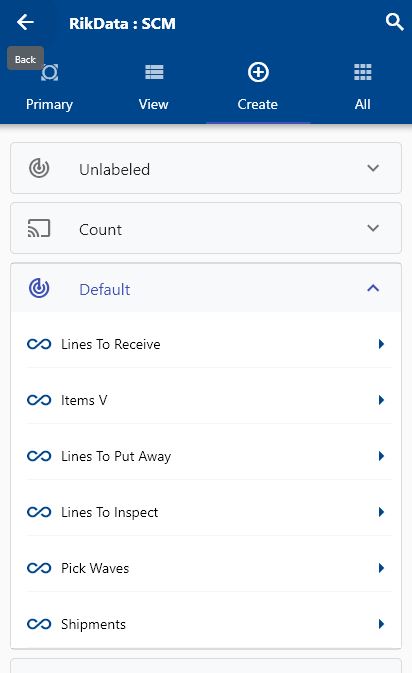 RikData : SCM
Back
Primary View Create All
Unlabeled
Count
Default
Lines To Receive
Items V
Lines To Put Away
Lines To Inspect
Pick Waves
Shipments